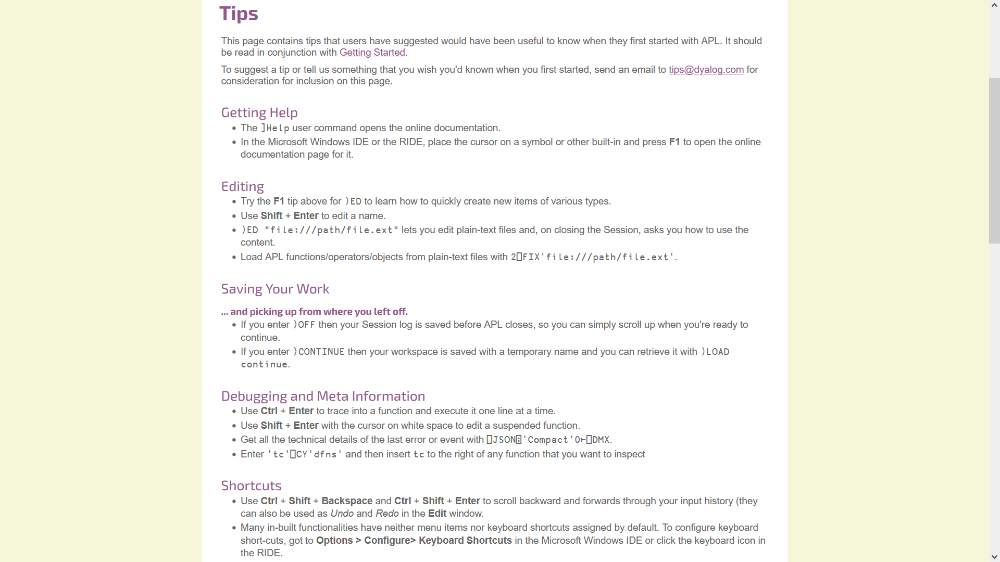 Tips
This page contains tips that users have suggested would have been useful to know when they first started with APL. It should
be read in conjunction with Getting Started.
To suggest a tip or tell us something that you wish you'd known when you first started, send an email to tips@dyalog.com for
consideration for inclusion on this page.
Getting Help
• The ]Help user command opens the online documentation.
• In the Microsoft Windows IDE or the RIDE, place the cursor on a symbol or other built-in and press F1 to open the online
documentation page for it.
Editing
• Try the F1 tip above for )ED to learn how to quickly create new items of various types.
• Use Shift + Enter to edit a name.
• )ED "file:///path/file.ext" lets you edit plain-text files and, on closing the Session, asks you how to use the
content.
• Load APL functions/operators/objects from plain-text files with 2⎕FIX'file:///path/file.ext'.
Saving Your Work
... and picking up from where you left off.
• If you enter )OFF then your Session log is saved before APL closes, so you can simply scroll up when you're ready to
continue.
• If you enter )CONTINUE then your workspace is saved with a temporary name and you can retrieve it with )LOAD
continue.
Debugging and Meta Information
• Use Ctrl + Enter to trace into a function and execute it one line at a time.
• Use Shift + Enter with the cursor on white space to edit a suspended function.
• Get all the technical details of the last error or event with ⎕JSON⍠'Compact'0⊢⎕DMX.
• Enter 'tc'⎕CY'dfns' and then insert tc to the right of any function that you want to inspect
Shortcuts
• Use Ctrl + Shift + Backspace and Ctrl + Shift + Enter to scroll backward and forwards through your input history (they
can also be used as Undo and Redo in the Edit window.
• Many in-built functionalities have neither menu items nor keyboard shortcuts assigned by default. To configure keyboard
short-cuts, got to Options > Configure> Keyboard Shortcuts in the Microsoft Windows IDE or click the keyboard icon in
the RIDE.